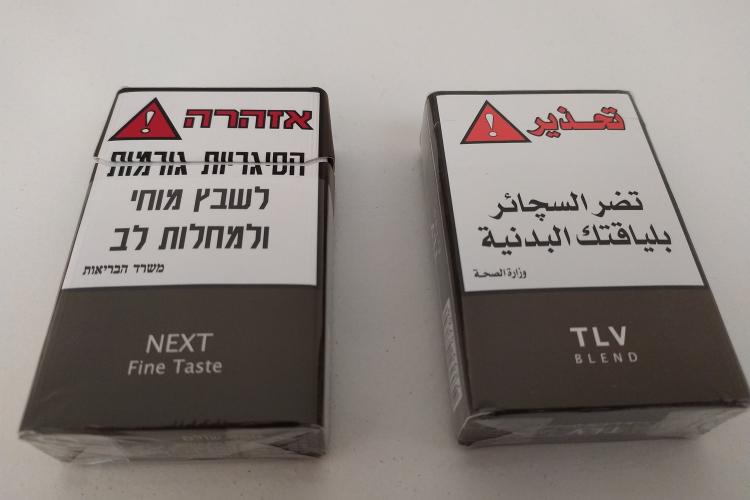 אזהרה
הסיגריות גורמות
לשבץ מוחי
ולמחלות לב
משרד הבריאות
NEXT
Fine Taste
تحذير
تضر السچائر
بلياقتك البدنية
وزارة الصحة
TLV
BLEND